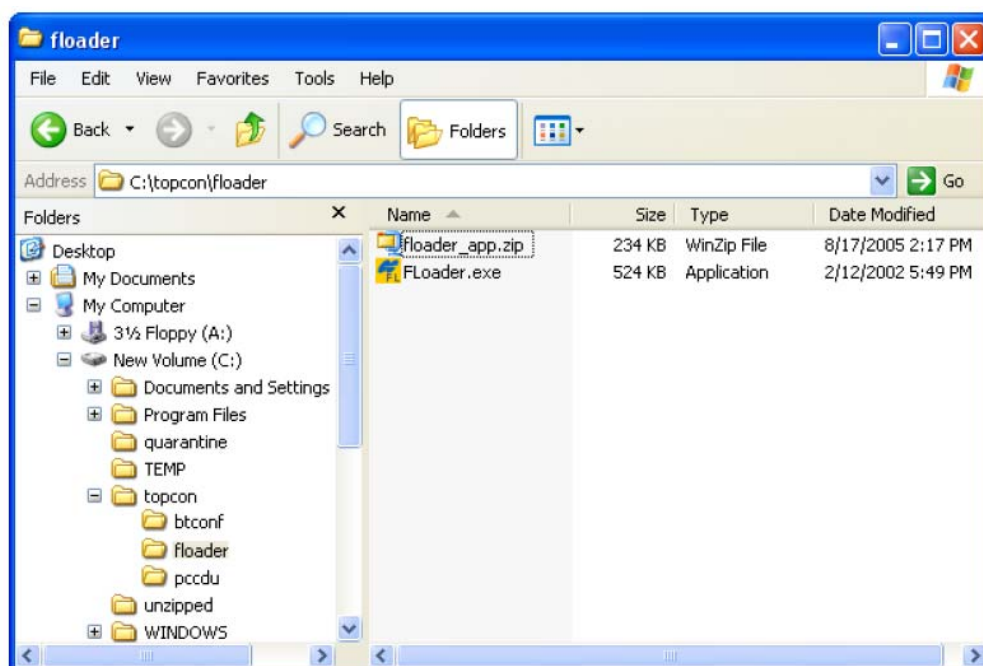 floader
File Edit View Favorites Tools Help
Back Search Folders
Address C:\topcon\floader Go
Folders Name Size Type Date Modified
Desktop floader_app.zip 234 KB WinZip File 8/17/2005 2:17 PM
My Documents FL FLoader.exe 524 KB Application 2/12/2002 5:49 PM
My Computer
3½ Floppy (A:)
New Volume (C:)
Documents and Settings
Program Files
quarantine
TEMP
topcon
btconf
floader
pccdu
unzipped
WINDOWS